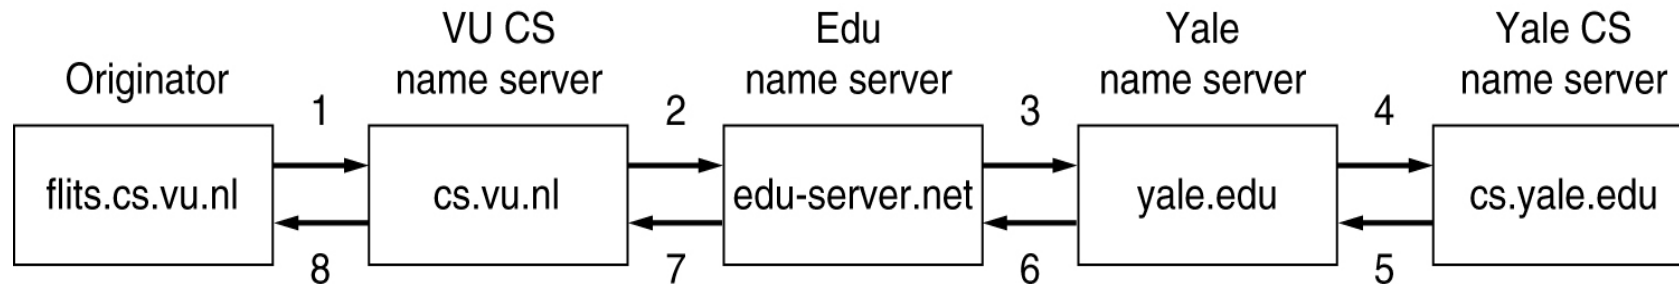 VU CS
Edu
Yale
Yale CS
Originator
name server
name server
name server
name server
1
2
3
4
flits.cs.vu.nl
cs.vu.nl
edu-server.net
yale.edu
cs.yale.edu
8
7
6
5